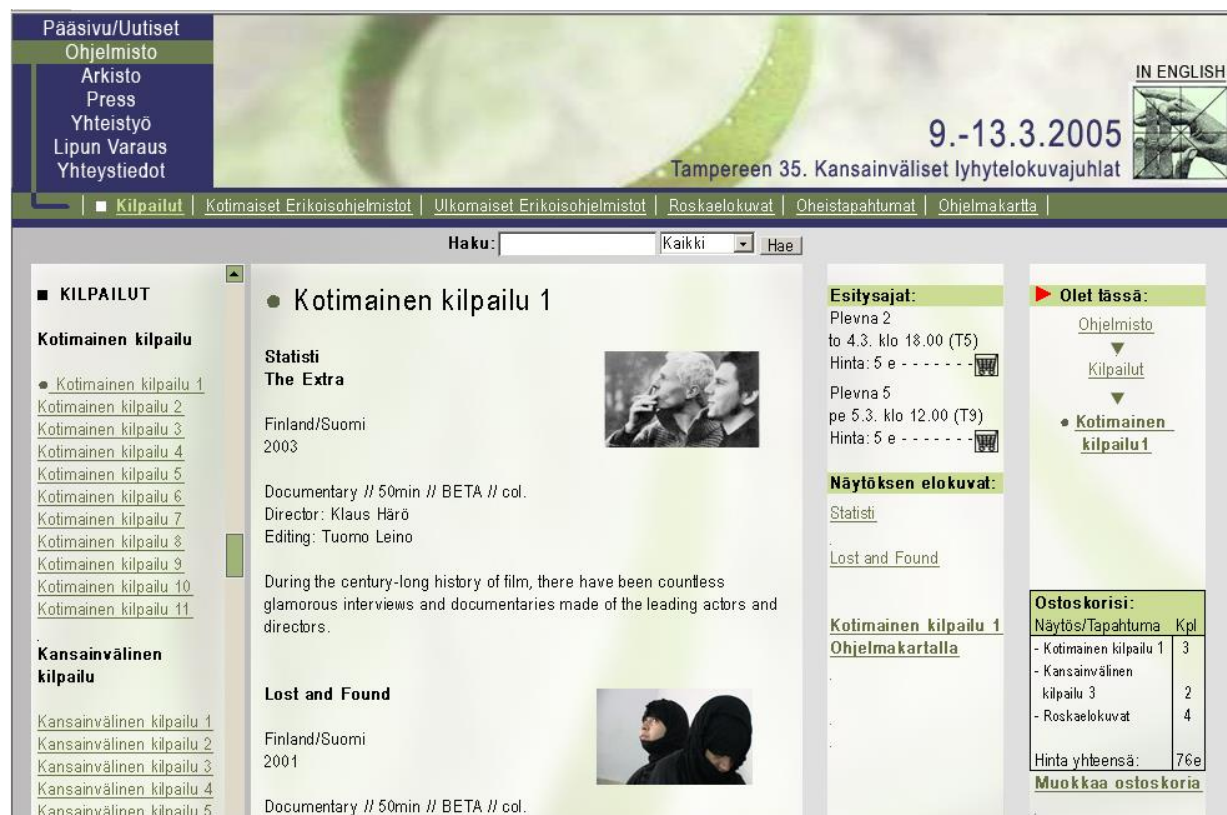 Pääsivu/Uutiset
Ohjelmisto
Arkisto
Press
Yhteistyö
Lipun Varaus
Yhteystiedot
IN ENGLISH
9.-13.3.2005
Tampereen 35. Kansainväliset lyhytelokuvajuhlat
Kilpailut | Kotimaiset Erikoisohjelmistot | Ulkomaiset Erikoisohjelmistot | Roskaelokuvat | Oheistapahtumat | Ohjelmakartta |
Haku: Kaikki Hae
KILPAILUT
Kotimainen kilpailu
Kotimainen kilpailu 1
Kotimainen kilpailu 2
Kotimainen kilpailu 3
Kotimainen kilpailu 4
Kotimainen kilpailu 5
Kotimainen kilpailu 6
Kotimainen kilpailu 7
Kotimainen kilpailu 8
Kotimainen kilpailu 9
Kotimainen kilpailu 10
Kotimainen kilpailu 11
Kansainvälinen
kilpailu
Kansainvälinen kilpailu 1
Kansainvälinen kilpailu 2
Kansainvälinen kilpailu 3
Kansainvälinen kilpailu 4
Kansainvälinen kilpailu 5
Kotimainen kilpailu 1
Statisti
The Extra
Finland/Suomi
2003
Documentary // 50min // BETA // col.
Director: Klaus Härö
Editing: Tuomo Leino
During the century-long history of film, there have been countless
glamorous interviews and documentaries made of the leading actors and
directors.
Lost and Found
Finland/Suomi
2001
Documentary // 50min // BETA // col.
Esitysajat:
Plevna 2
to 4.3. klo 18.00 (T5)
Hinta: 5 e - - - - - - -
Plevna 5
pe 5.3. klo 12.00 (T9)
Hinta: 5 e - - - - - - -
Näytöksen elokuvat:
Statisti
Lost and Found
Kotimainen kilpailu 1
Ohjelmakartalla
Olet tässä:
Ohjelmisto
Kilpailut
Kotimainen
kilpailu1
Ostoskorisi:
Näytös/Tapahtuma Kpl
- Kotimainen kilpailu 1 3
- Kansainvälinen
kilpailu 3 2
- Roskaelokuvat 4
Hinta yhteensä: 76e
Muokkaa ostoskoria